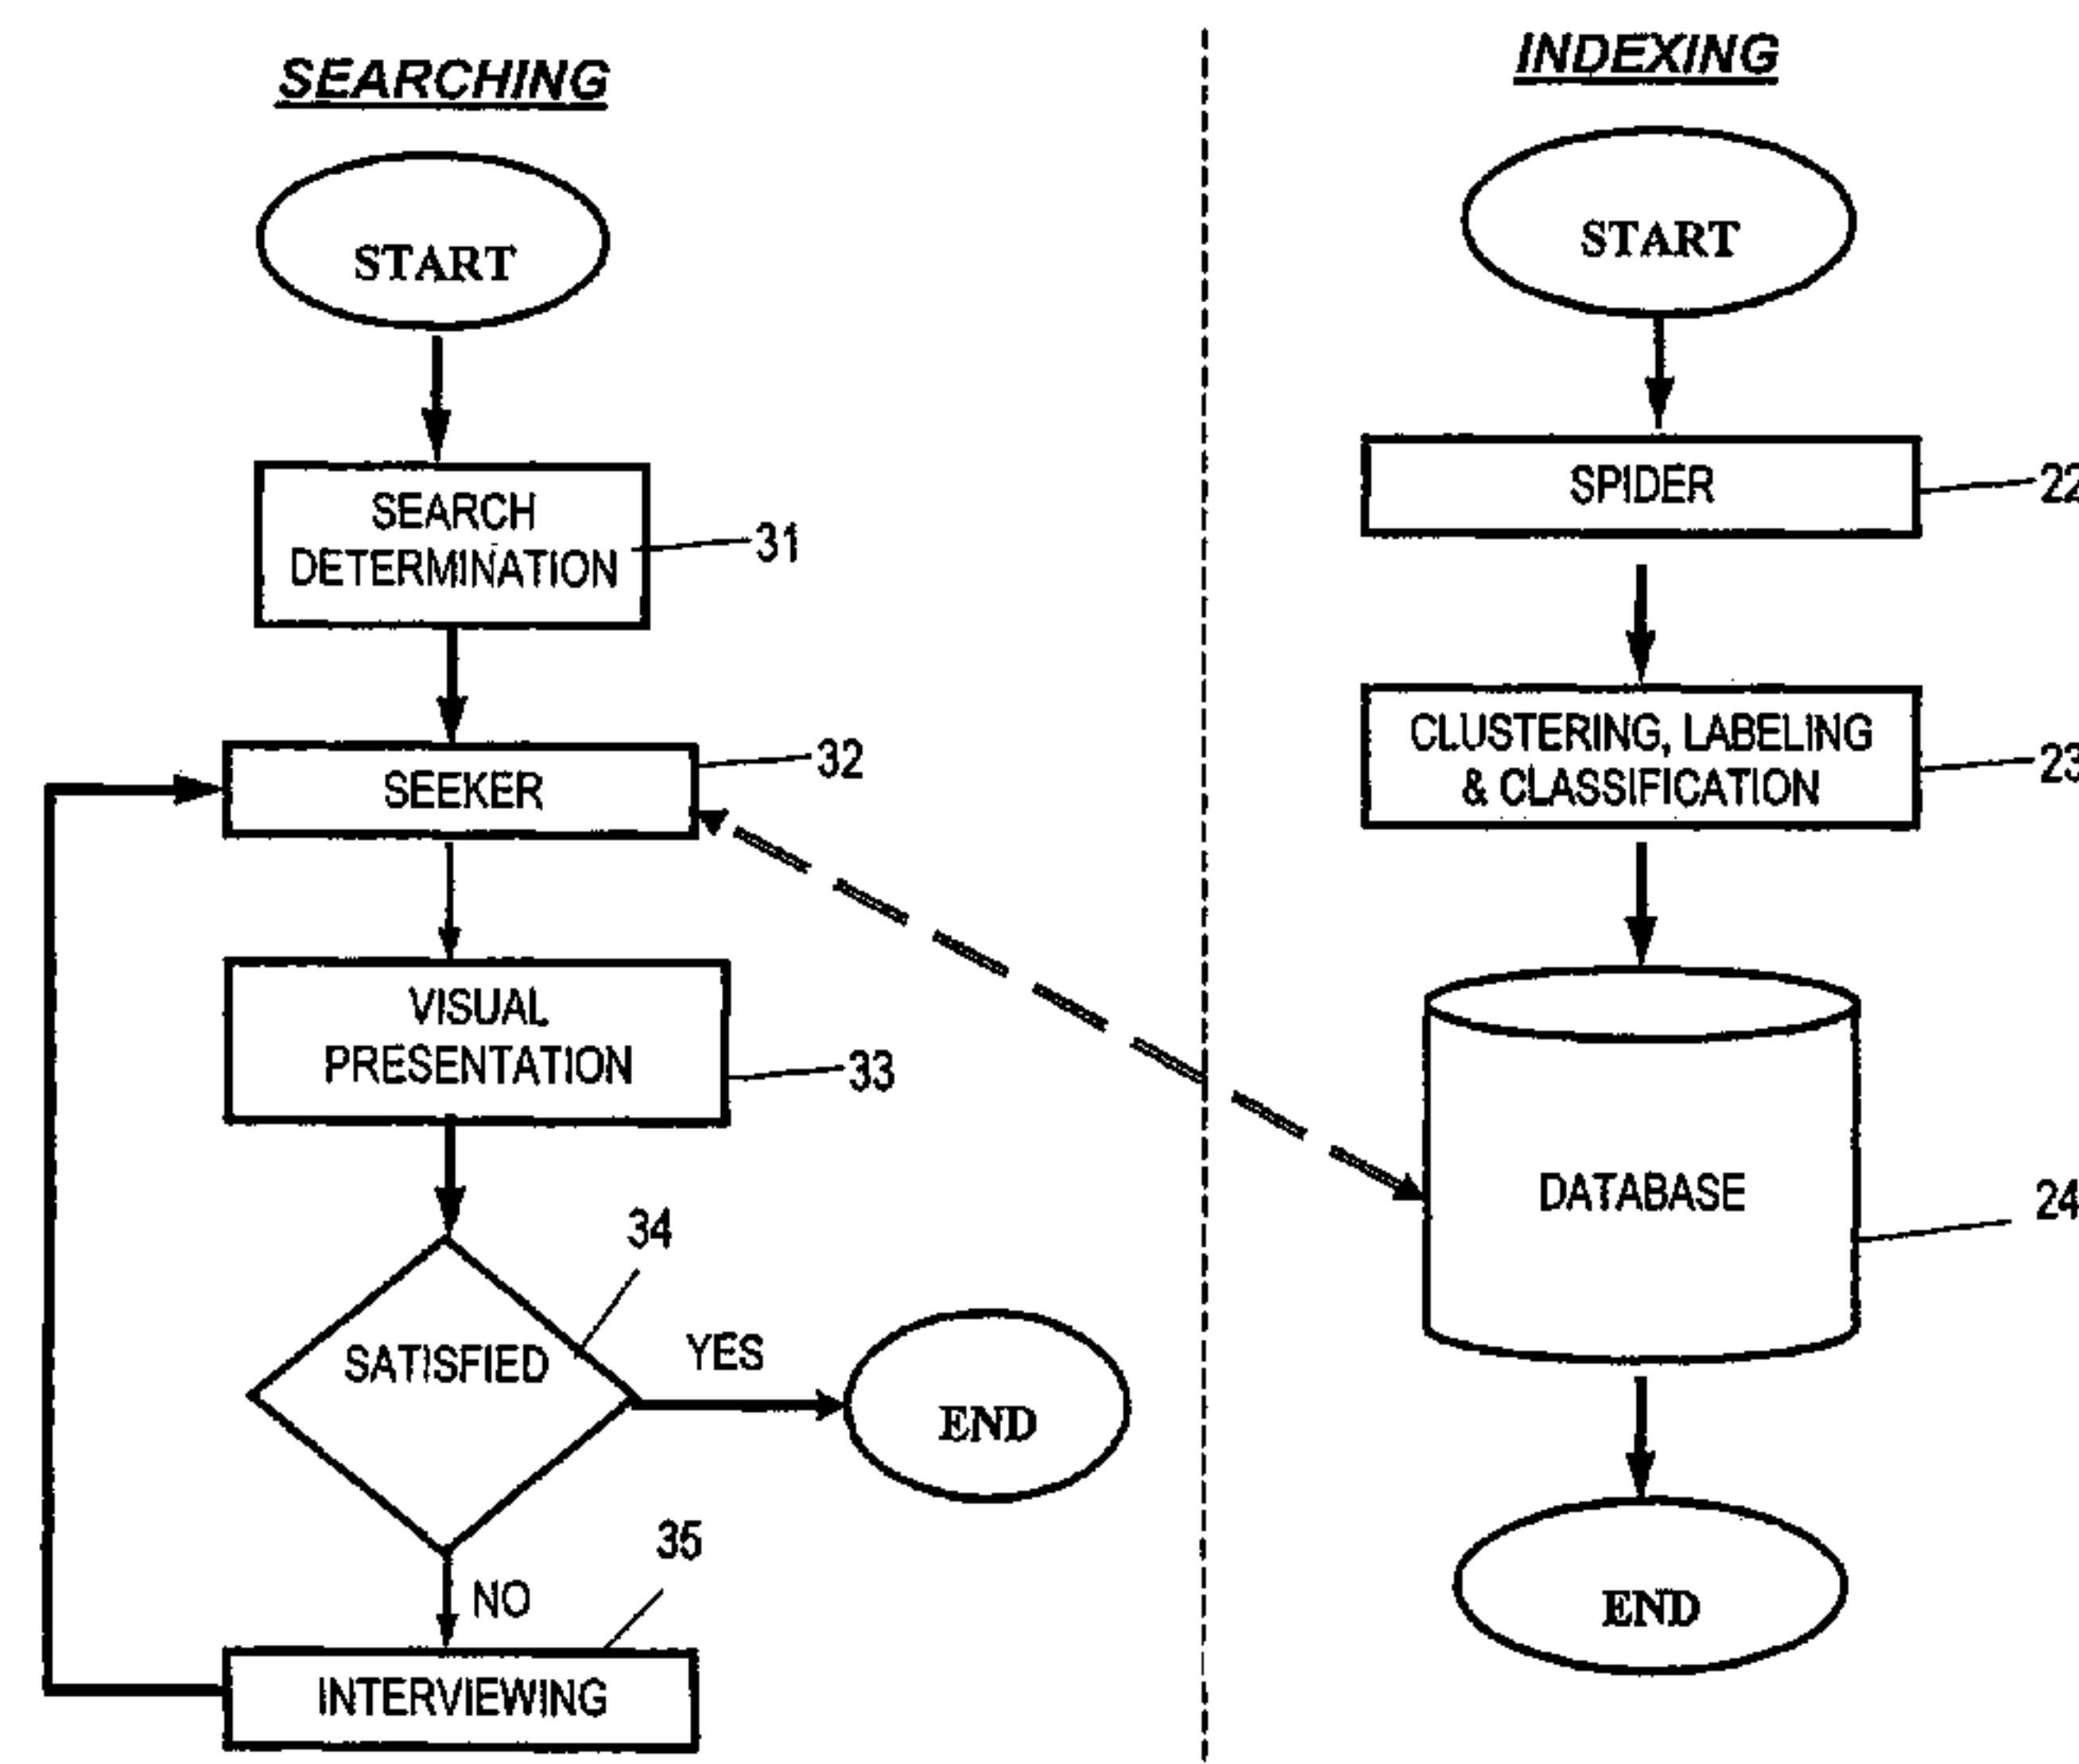 SEARCHING
START
SEARCH
DETERMINATION
31
SEEKER
32
VISUAL
PRESENTATION
33
34
SATISFIED
YES
END
NO
35
INTERVIEWING
INDEXING
START
SPIDER
22
CLUSTERING, LABELING
& CLASSIFICATION
23
DATABASE
24
END